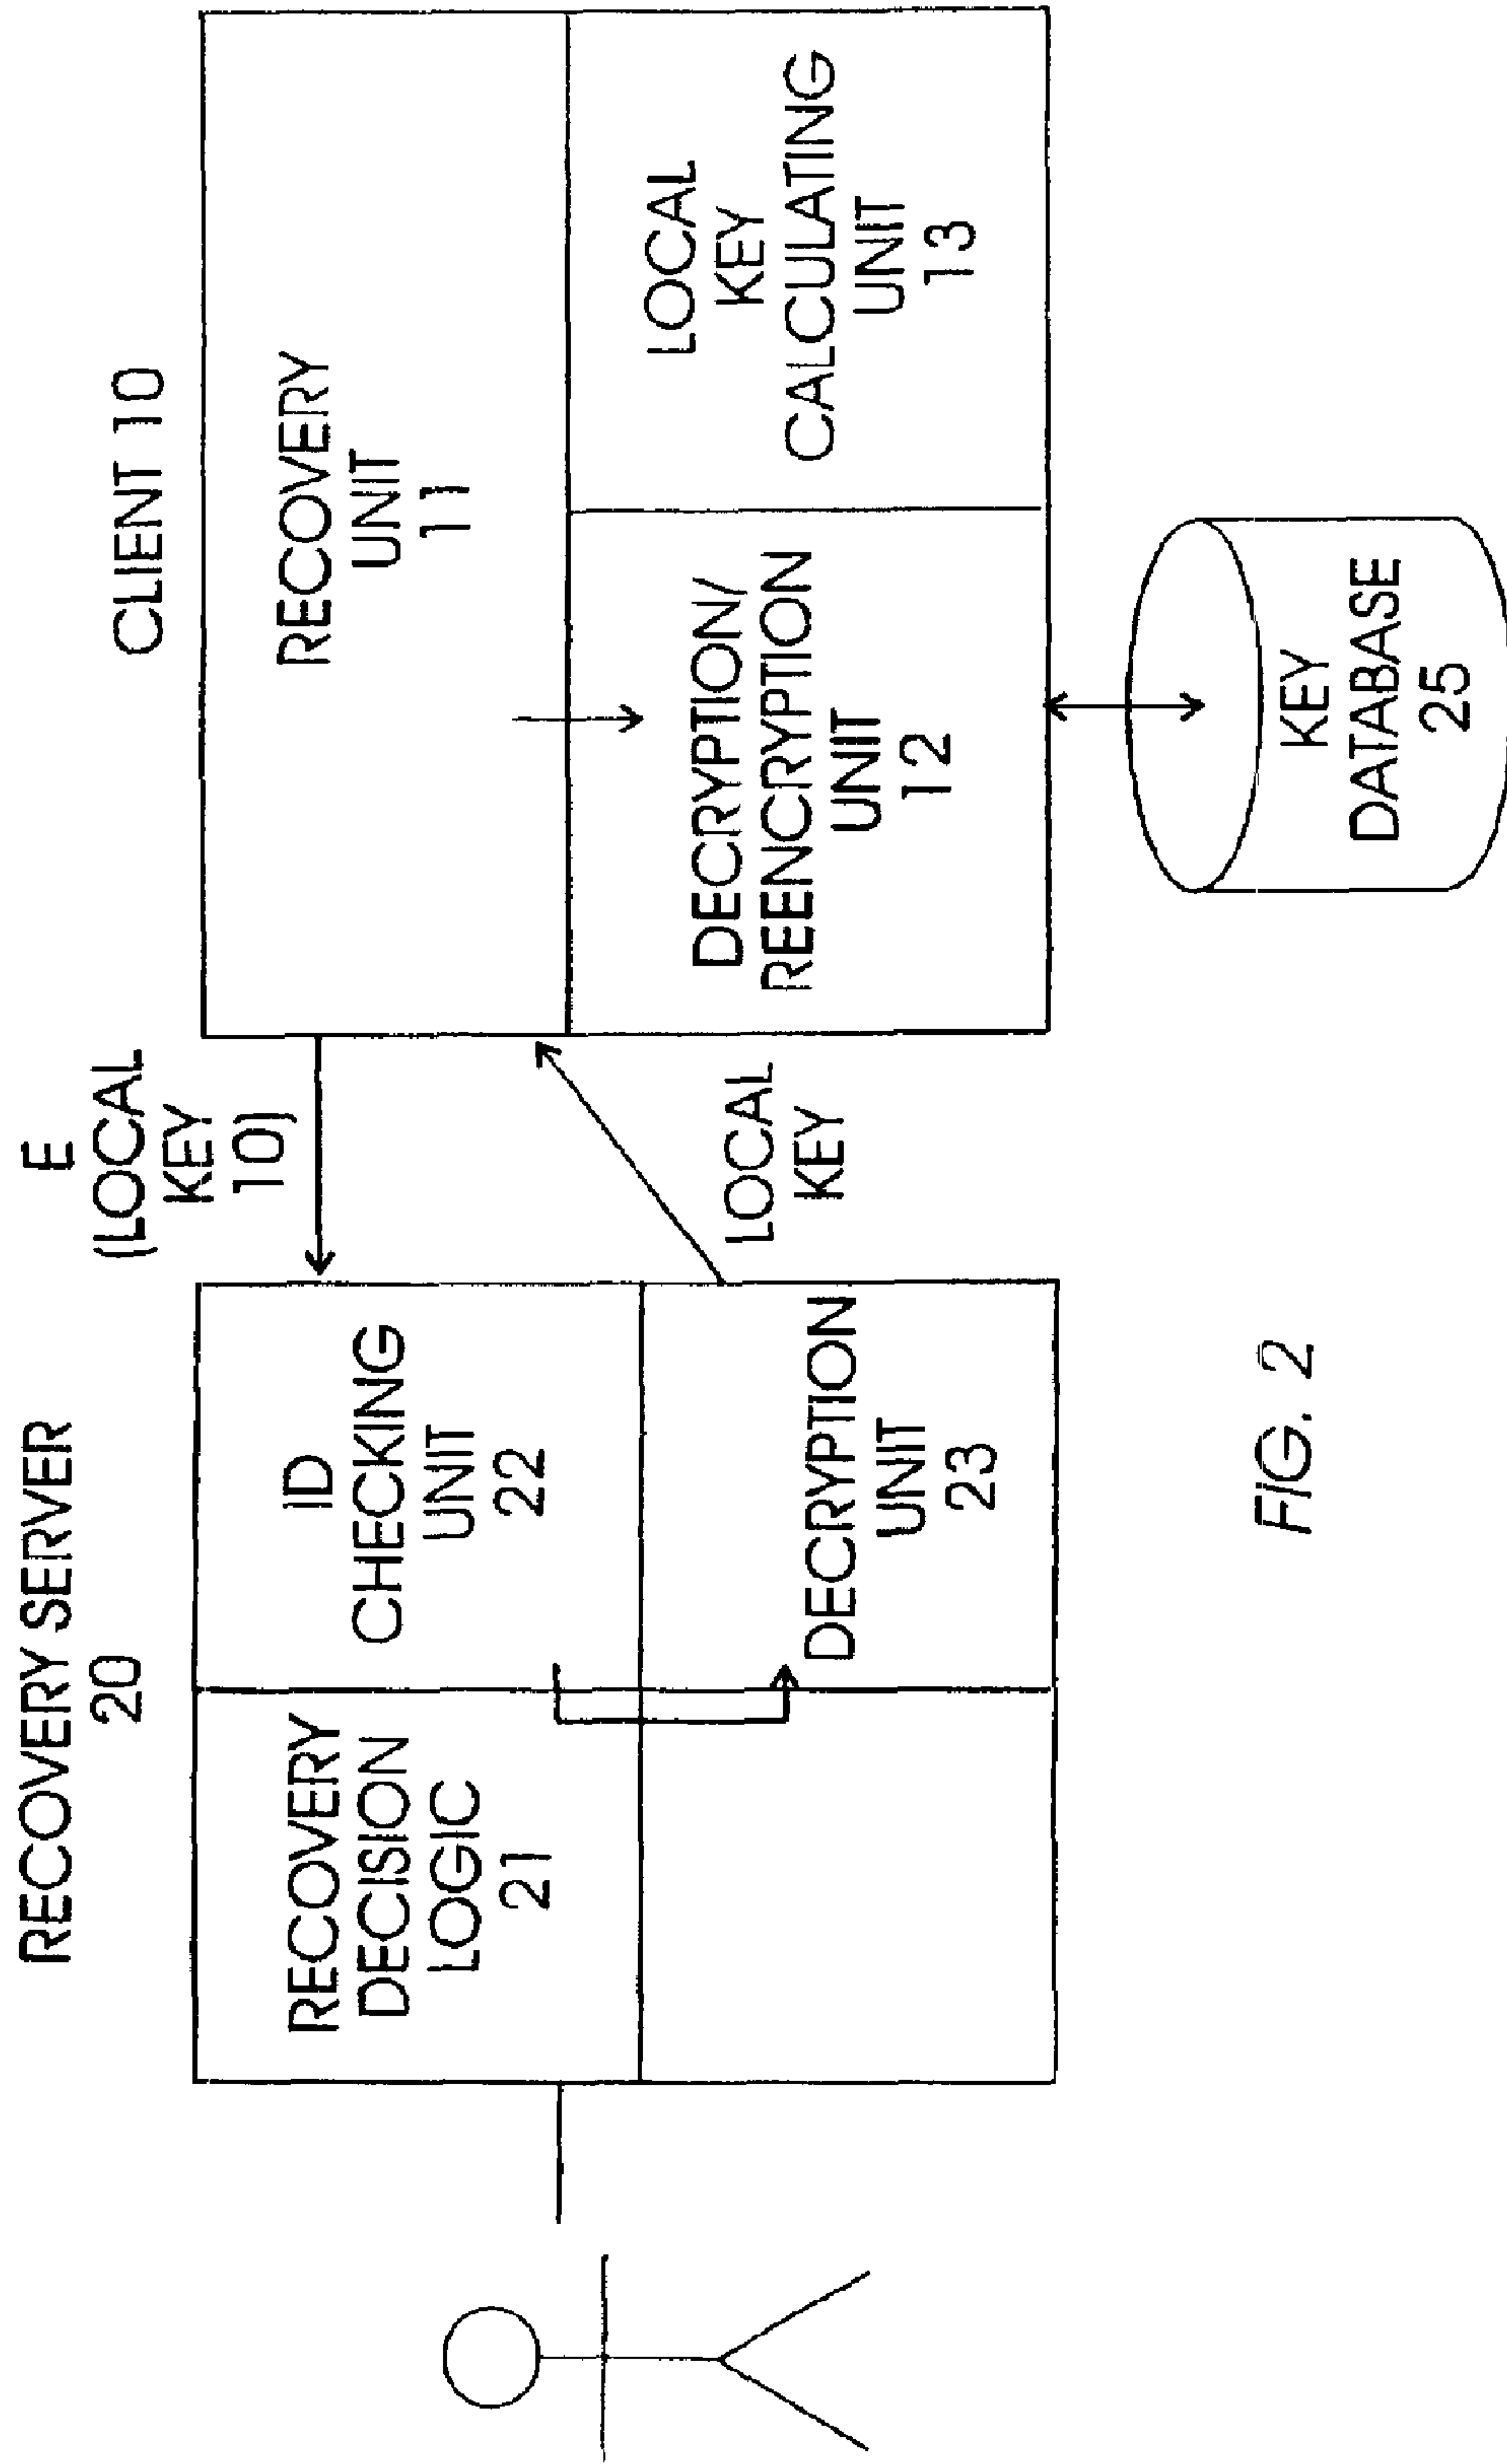 RECOVERY SERVER
20
RECOVERY
DECISION
LOGIC
21
ID
CHECKING
UNIT
22
DECRYPTION
UNIT
23
E
(LOCAL
KEY
10)
LOCAL
KEY
CLIENT 10
RECOVERY
UNIT
11
DECRYPTION/
REENCRYPTION
UNIT
12
LOCAL
KEY
CALCULATING
UNIT
13
KEY
DATABASE
25
FIG. 2